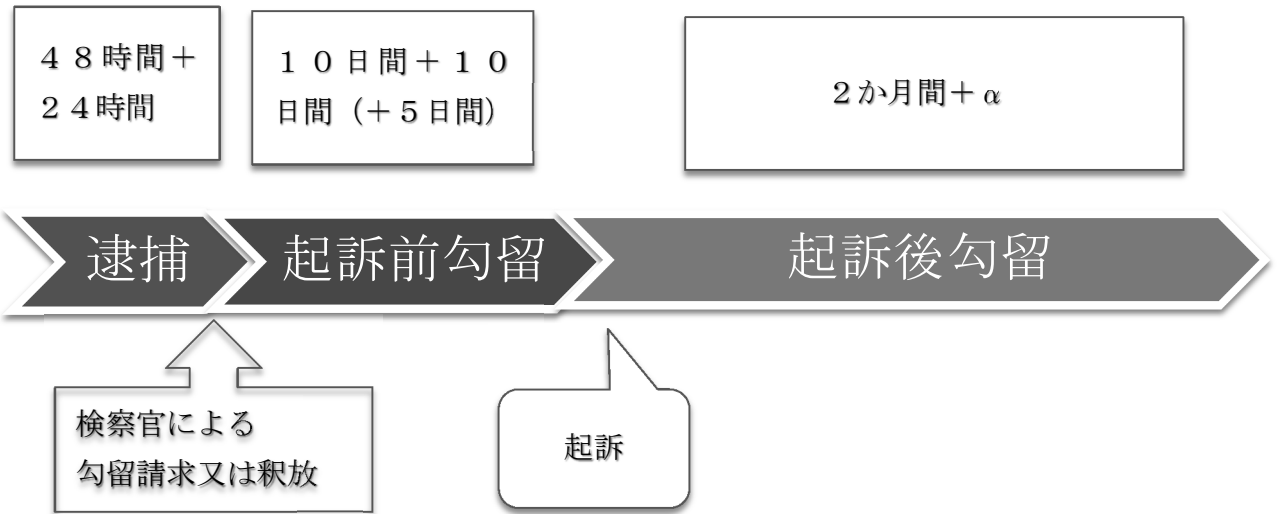 ４８時間＋
２４時間
１０日間＋１０
日間（＋５日間）
２か月間＋α
逮捕
起訴前勾留
起訴後勾留
検察官による
勾留請求又は釈放
起訴